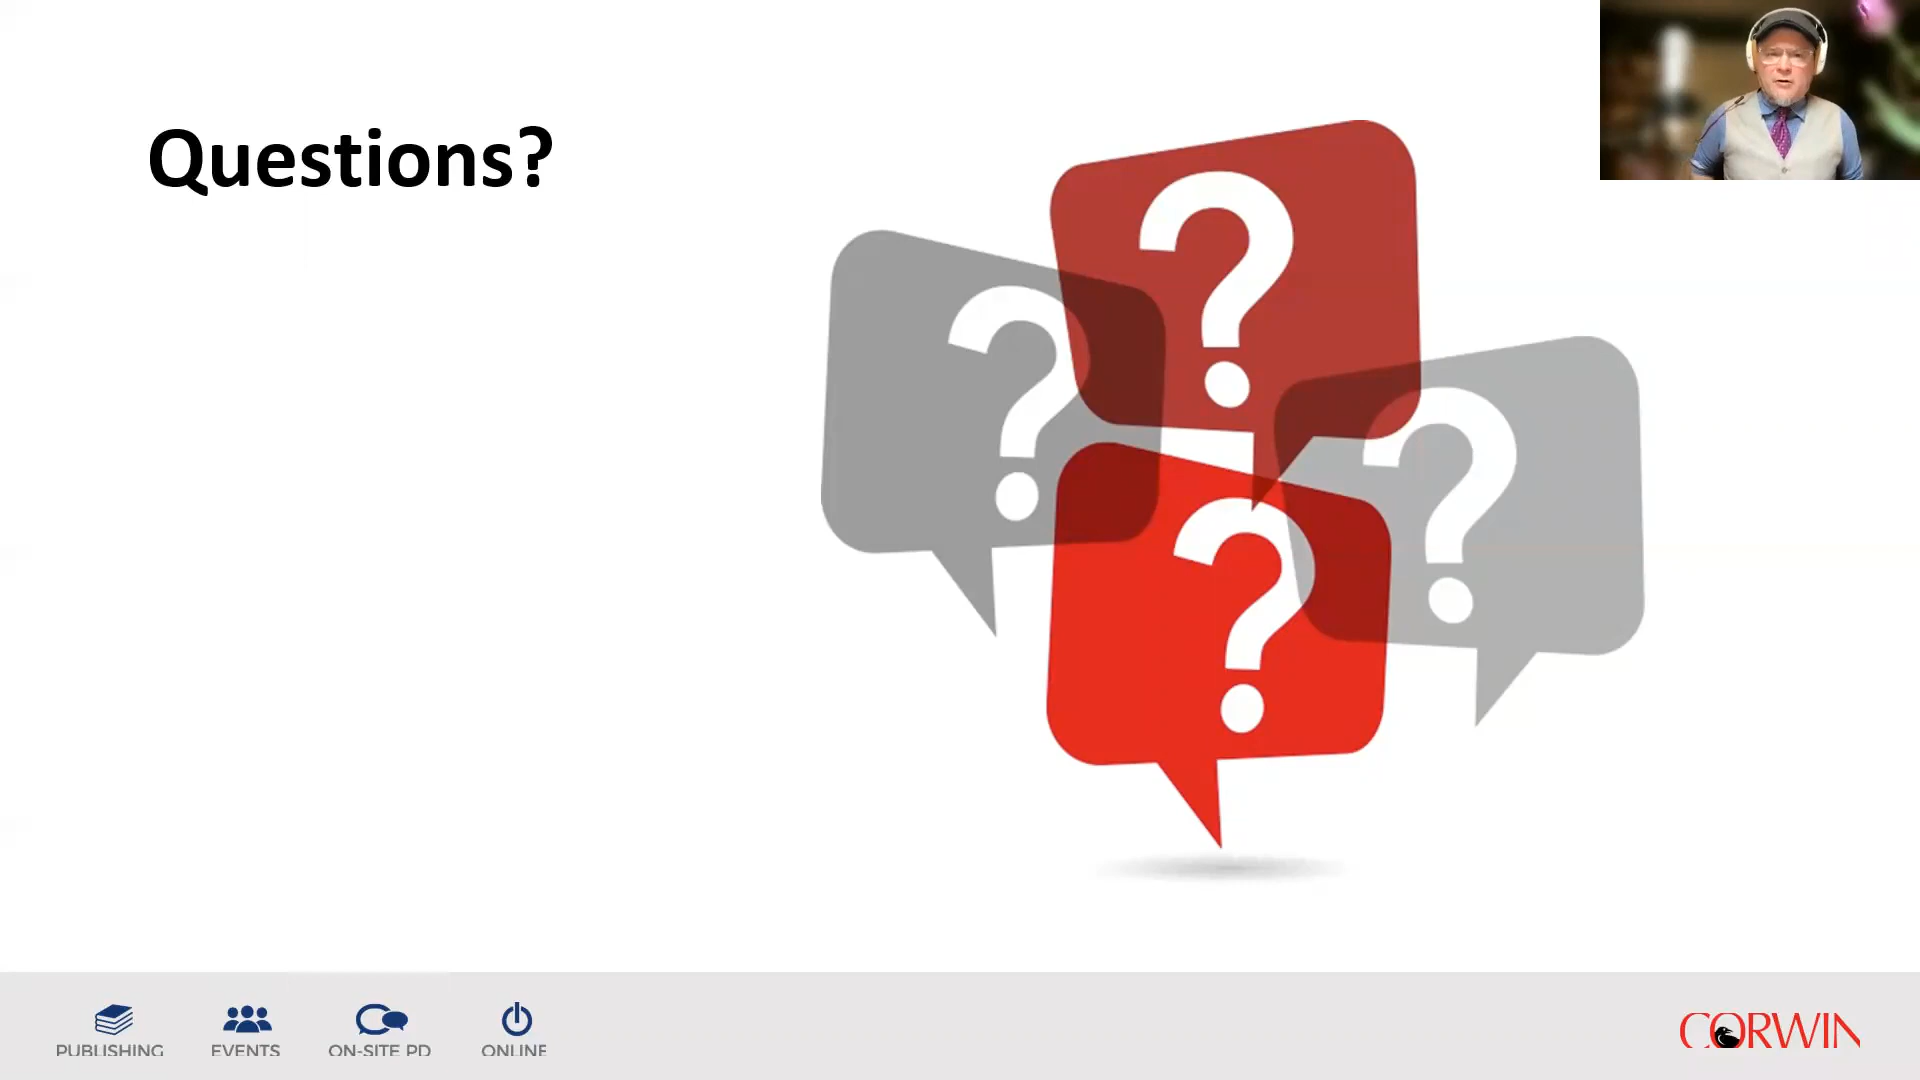 Questions?
?
?
?
?
PUBLISHING
EVENTS
ON-SITE PD
ONLINE
CORWIN